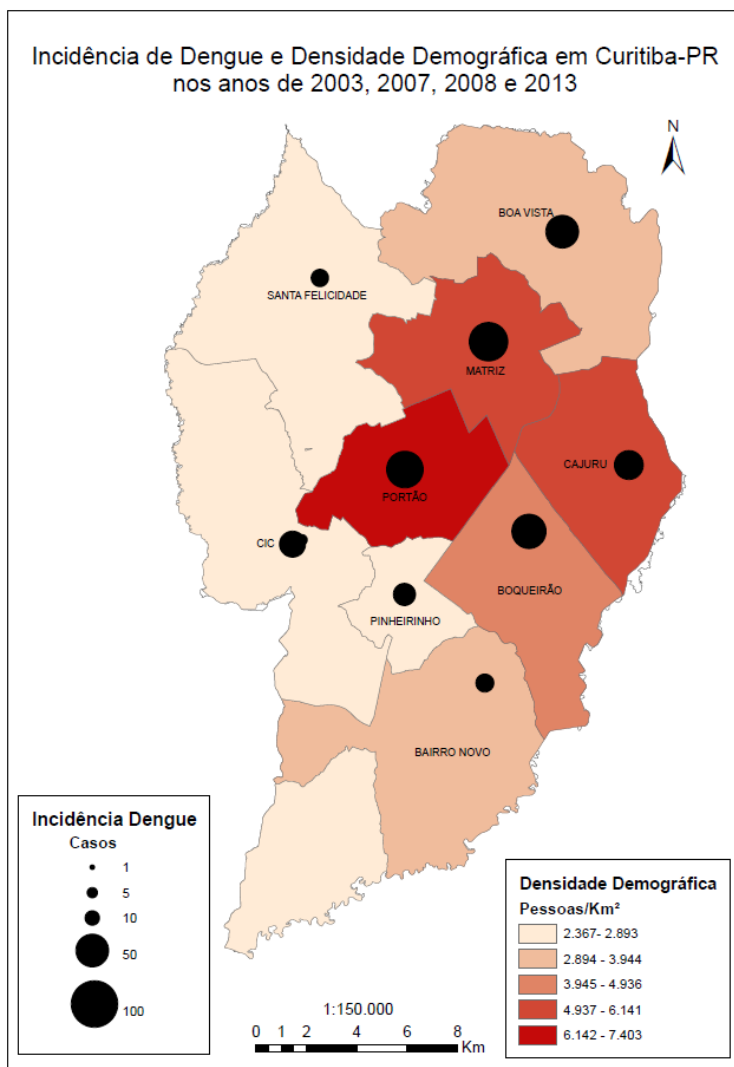 Incidência de Dengue e Densidade Demográfica em Curitiba-PR
nos anos de 2003, 2007, 2008 e 2013
N
BOA VISTA
SANTA FELICIDADE
MATRIZ
CAJURU
PORTÃO
CIC
BOQUEIRÃO
PINHEIRINHO
BAIRRO NOVO
Incidência Dengue
Casos
1
5
10
50
100
1:150.000
0 1 2 4 6 8
Km
Densidade Demográfica
Pessoas/Km²
2.367- 2.893
2.894 - 3.944
3.945 - 4.936
4.937 - 6.141
6.142 - 7.403